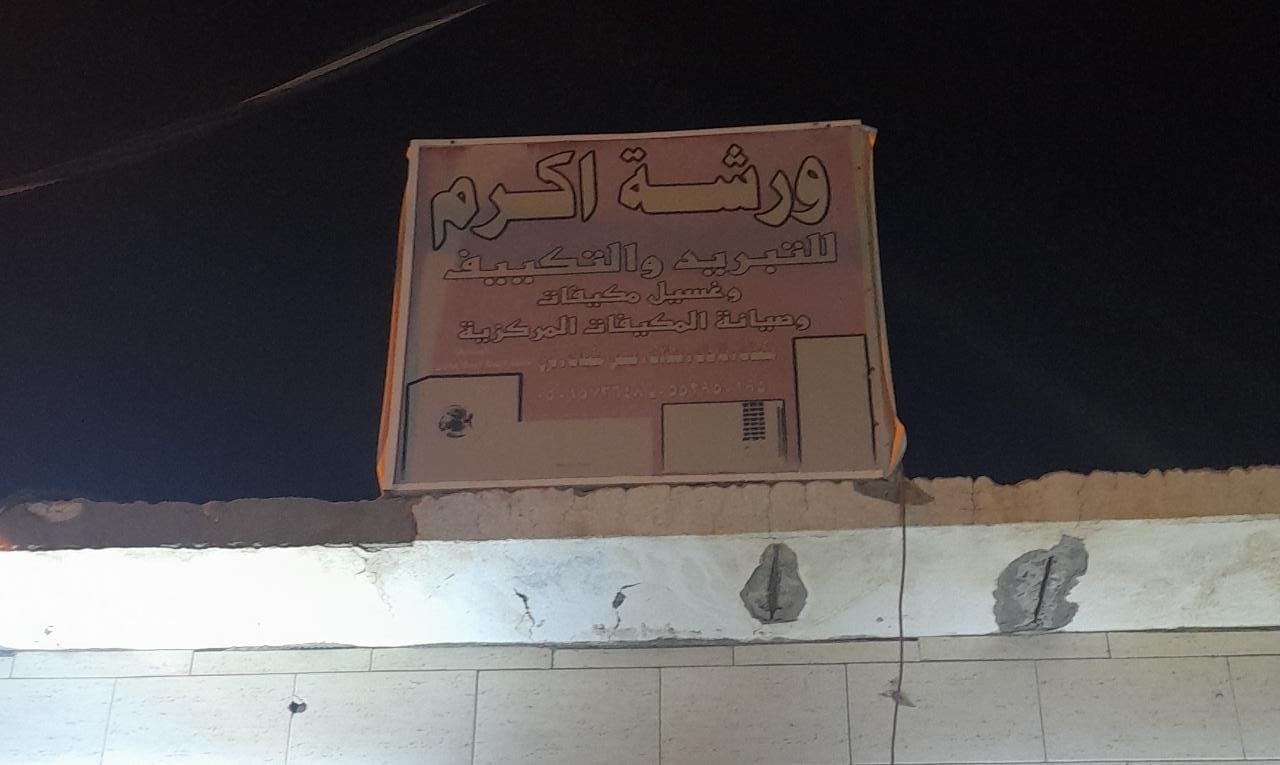 ورشة اكرم
للتبريد والتكييف
وغسيل مكيفات
وصيانة المكيفات المركزية